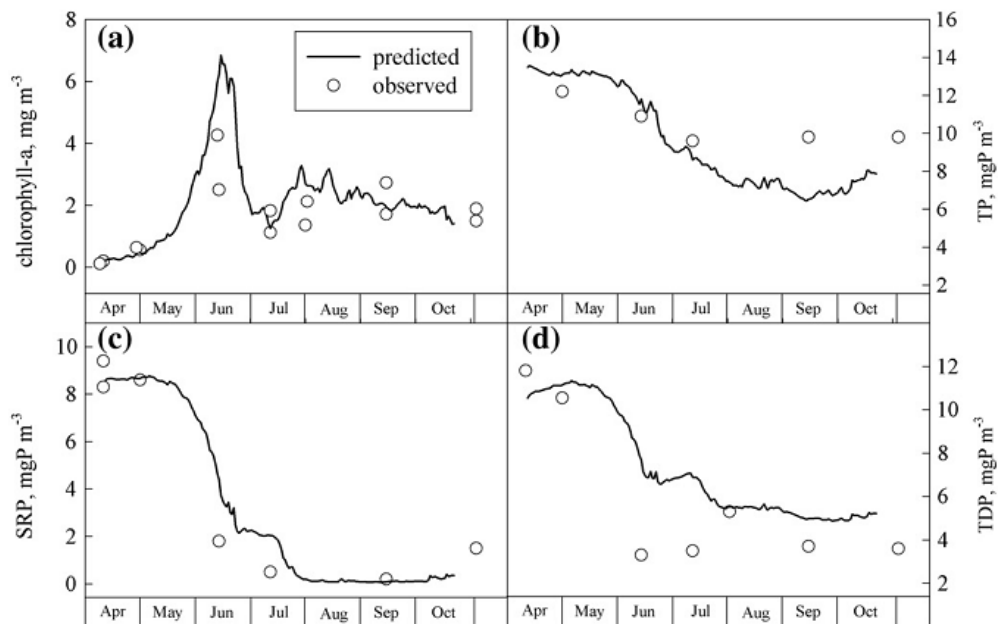 (a)
predicted
observed
chlorophyll-a, mg m-3
8
6
4
2
0
Apr May Jun Jul Aug Sep Oct
(b)
TP, mgP m-3
16
14
12
10
8
6
4
2
Apr May Jun Jul Aug Sep Oct
(c)
SRP, mgP m-3
10
8
6
4
2
0
Apr May Jun Jul Aug Sep Oct
(d)
TDP, mgP m-3
12
10
8
6
4
2
Apr May Jun Jul Aug Sep Oct